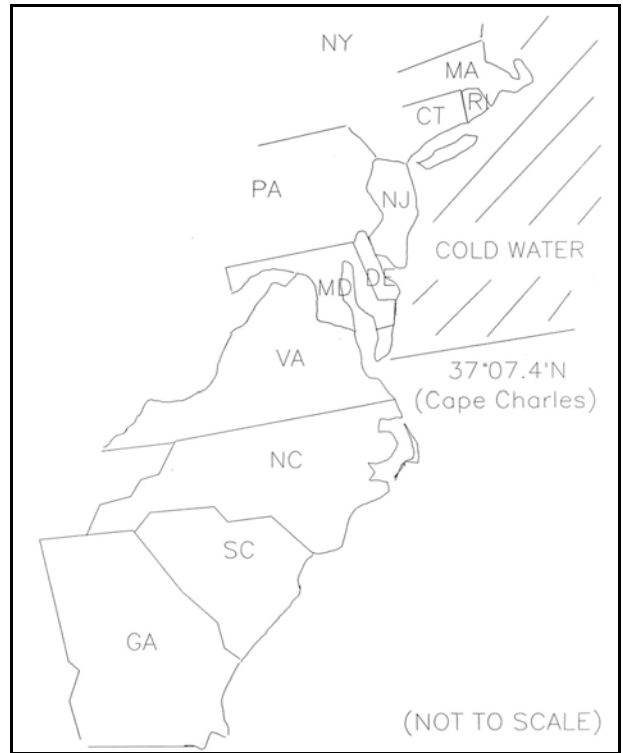 NY
MA
CT
RI
PA
NJ
COLD WATER
MD
DE
VA
37°07.4'N
(Cape Charles)
NC
SC
GA
(NOT TO SCALE)